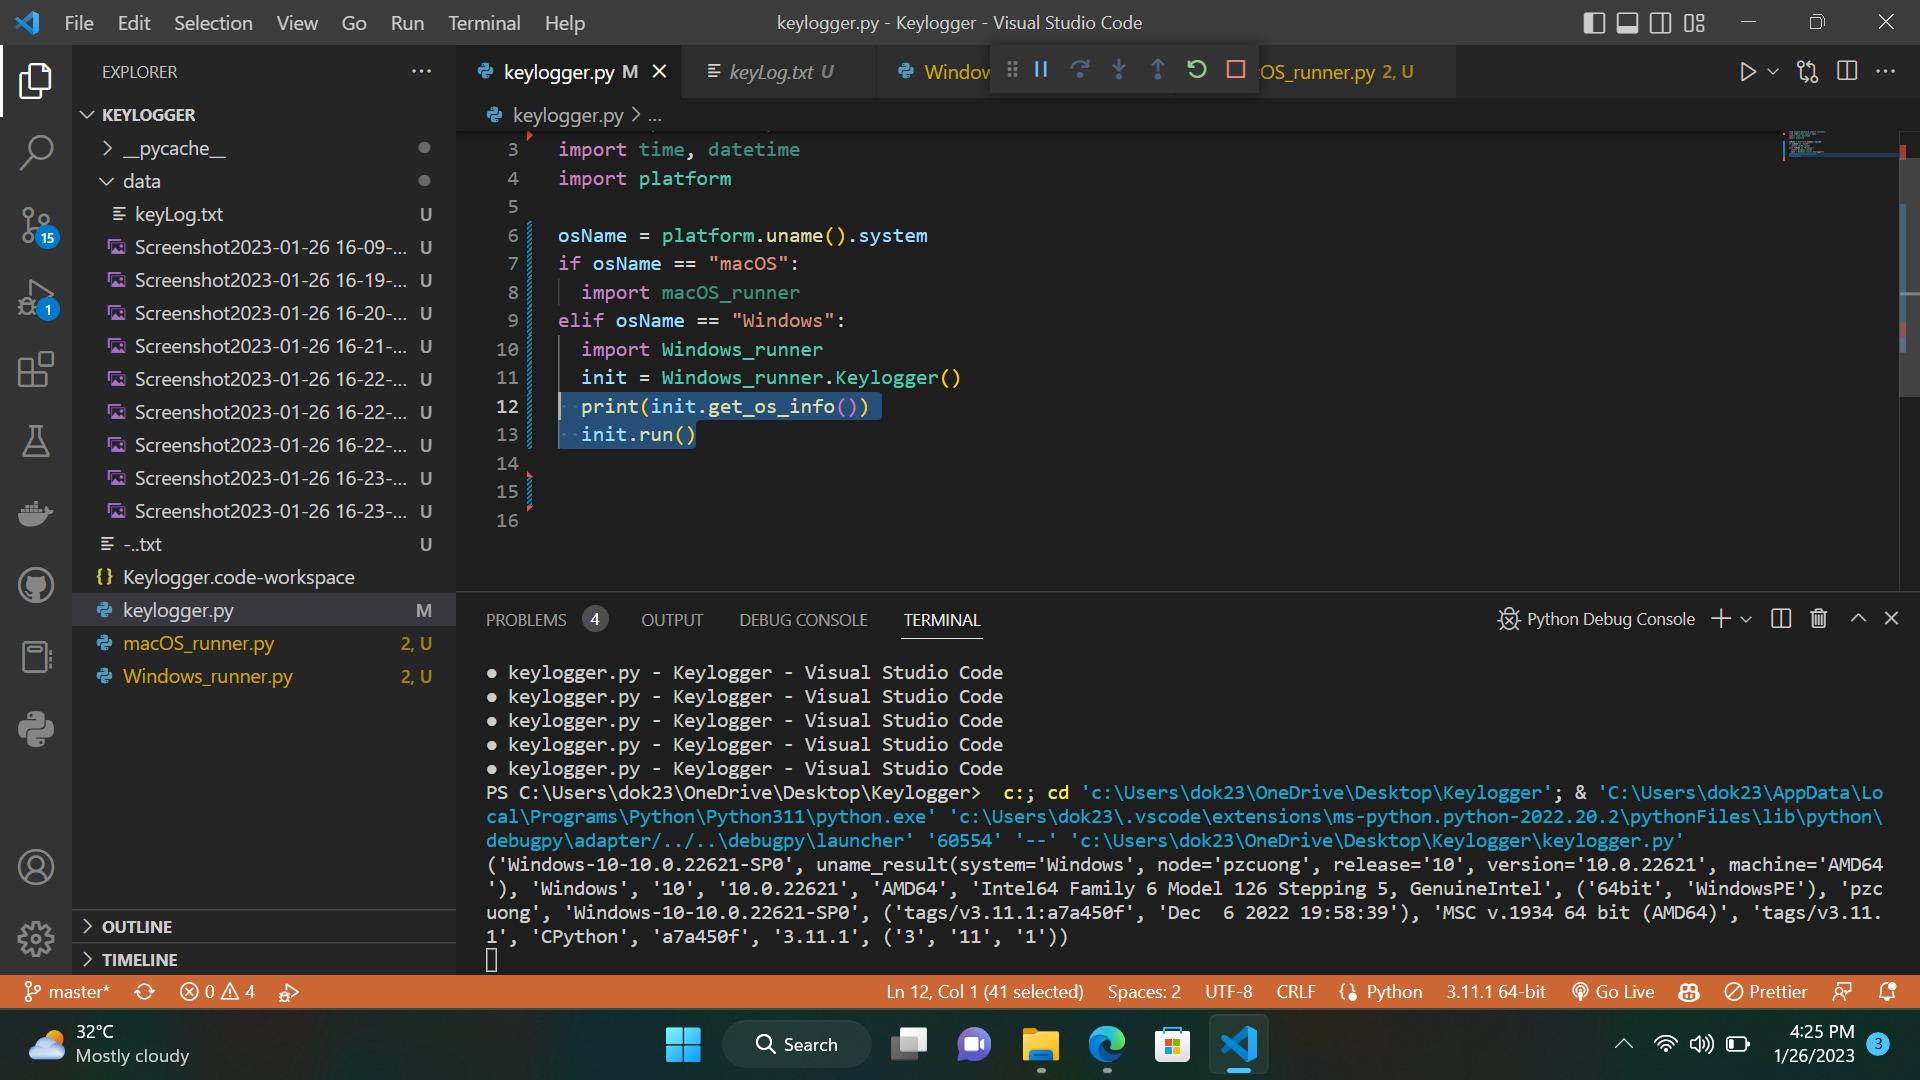 File Edit Selection View Go Run Terminal Help
keylogger.py - Keylogger - Visual Studio Code
EXPLORER
KEYLOGGER
__pycache__
data
keyLog.txt U
Screenshot2023-01-26 16-09-... U
Screenshot2023-01-26 16-19-... U
Screenshot2023-01-26 16-20-... U
Screenshot2023-01-26 16-21-... U
Screenshot2023-01-26 16-22-... U
Screenshot2023-01-26 16-22-... U
Screenshot2023-01-26 16-22-... U
Screenshot2023-01-26 16-23-... U
Screenshot2023-01-26 16-23-... U
-..txt U
Keylogger.code-workspace
keylogger.py M
macOS_runner.py 2, U
Windows_runner.py 2, U
OUTLINE
TIMELINE
15
1
keylogger.py M
keyLog.txt U
Window
OS_runner.py 2, U
keylogger.py > ...
3 import time, datetime
4 import platform
5
6 osName = platform.uname().system
7 if osName == "macOS":
8 import macOS_runner
9 elif osName == "Windows":
10 import Windows_runner
11 init = Windows_runner.Keylogger()
12 print(init.get_os_info())
13 init.run()
14
15
16
PROBLEMS 4 OUTPUT DEBUG CONSOLE TERMINAL
Python Debug Console
● keylogger.py - Keylogger - Visual Studio Code
● keylogger.py - Keylogger - Visual Studio Code
● keylogger.py - Keylogger - Visual Studio Code
● keylogger.py - Keylogger - Visual Studio Code
● keylogger.py - Keylogger - Visual Studio Code
PS C:\Users\dok23\OneDrive\Desktop\Keylogger> c:; cd 'c:\Users\dok23\OneDrive\Desktop\Keylogger'; & 'C:\Users\dok23\AppData\Lo
cal\Programs\Python\Python311\python.exe' 'c:\Users\dok23\.vscode\extensions\ms-python.python-2022.20.2\pythonFiles\lib\python\
debugpy\adapter/../..\debugpy\launcher' '60554' '--' 'c:\Users\dok23\OneDrive\Desktop\Keylogger\keylogger.py'
('Windows-10-10.0.22621-SP0', uname_result(system='Windows', node='pzcuong', release='10', version='10.0.22621', machine='AMD64
'), 'Windows', '10', '10.0.22621', 'AMD64', 'Intel64 Family 6 Model 126 Stepping 5, GenuineIntel', ('64bit', 'WindowsPE'), 'pzc
uong', 'Windows-10-10.0.22621-SP0', ('tags/v3.11.1:a7a450f', 'Dec  6 2022 19:58:39'), 'MSC v.1934 64 bit (AMD64)', 'tags/v3.11.
1', 'CPython', 'a7a450f', '3.11.1', ('3', '11', '1'))
master* 0 4 Ln 12, Col 1 (41 selected) Spaces: 2 UTF-8 CRLF Python 3.11.1 64-bit Go Live Prettier
32°C
Mostly cloudy
Search
4:25 PM
1/26/2023
3